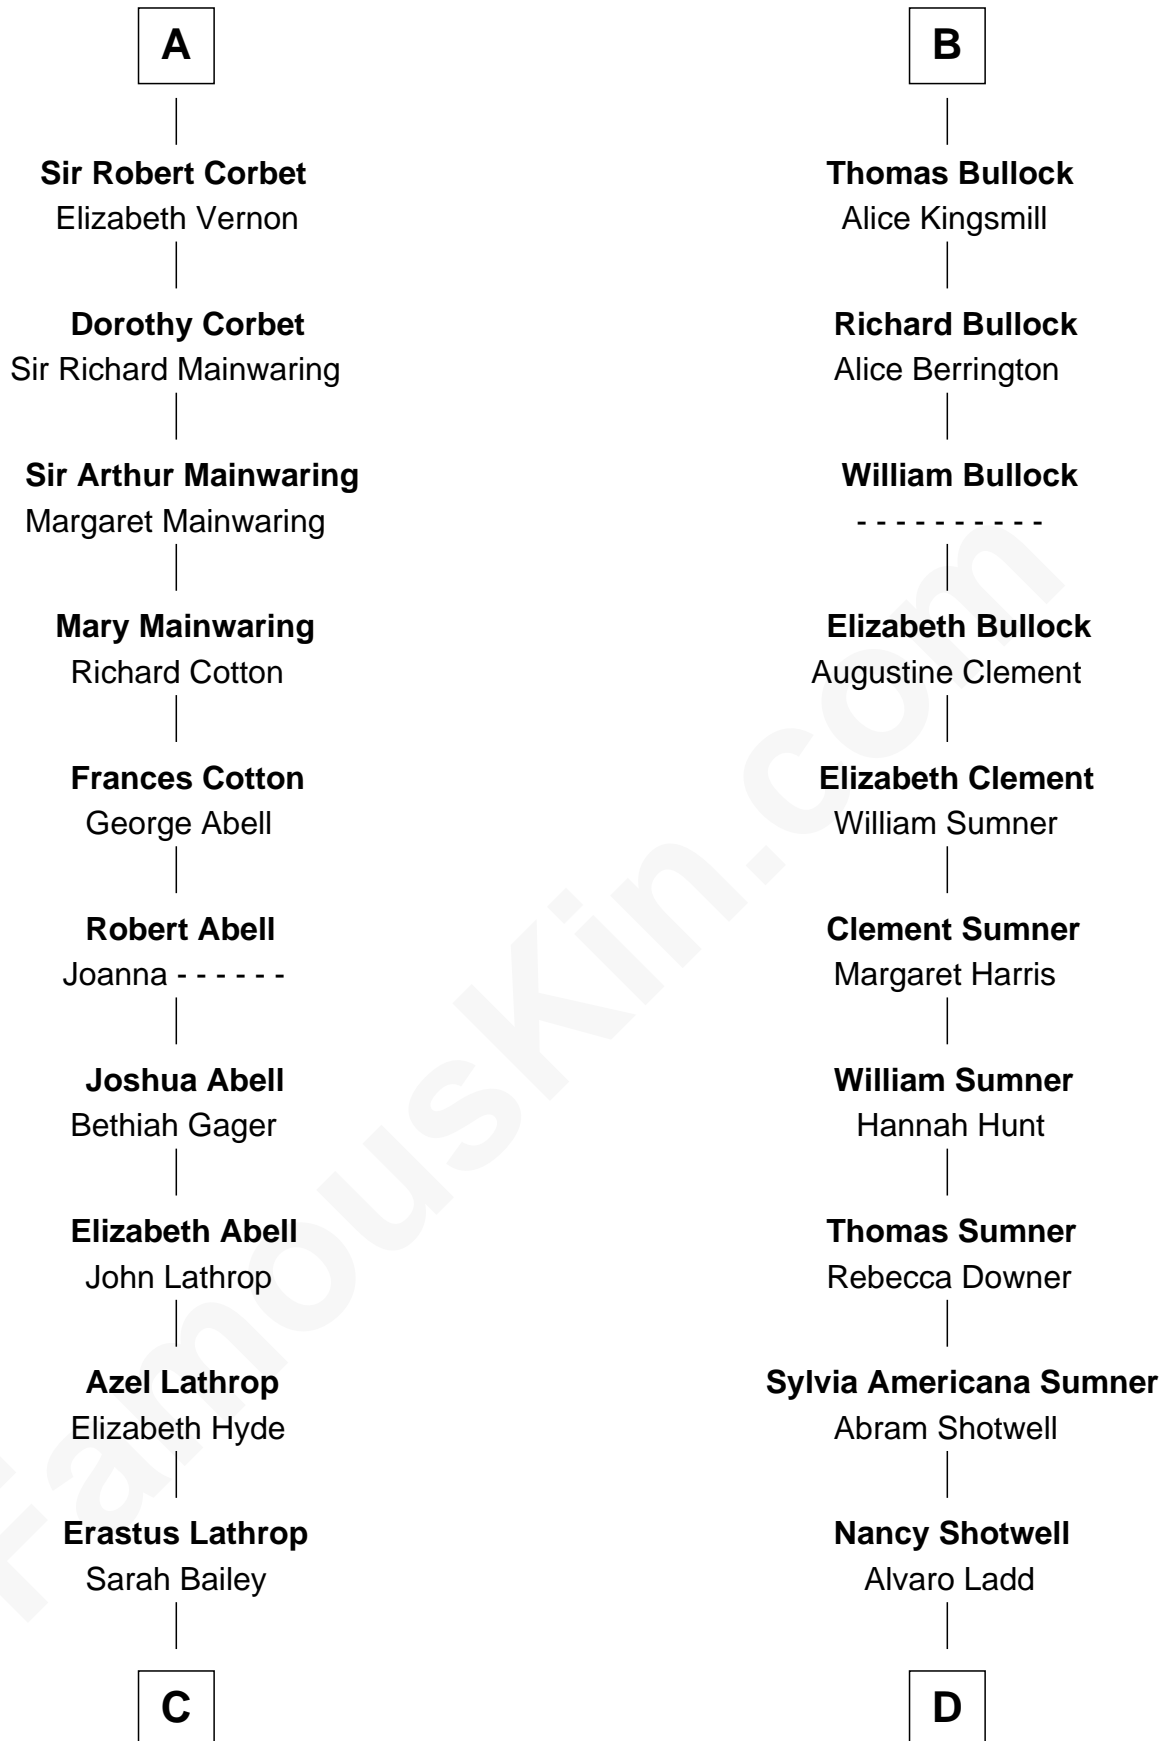 A
Sir Robert Corbet
Elizabeth Vernon
Dorothy Corbet
Sir Richard Mainwaring
Sir Arthur Mainwaring
Margaret Mainwaring
Mary Mainwaring
Richard Cotton
Frances Cotton
George Abell
Robert Abell
Joanna - - - - - -
Joshua Abell
Bethiah Gager
Elizabeth Abell
John Lathrop
Azel Lathrop
Elizabeth Hyde
Erastus Lathrop
Sarah Bailey
C
B
Thomas Bullock
Alice Kingsmill
Richard Bullock
Alice Berrington
William Bullock
- - - - - - - - - -
Elizabeth Bullock
Augustine Clement
Elizabeth Clement
William Sumner
Clement Sumner
Margaret Harris
William Sumner
Hannah Hunt
Thomas Sumner
Rebecca Downer
Sylvia Americana Sumner
Abram Shotwell
Nancy Shotwell
Alvaro Ladd
D
FamousKin.com